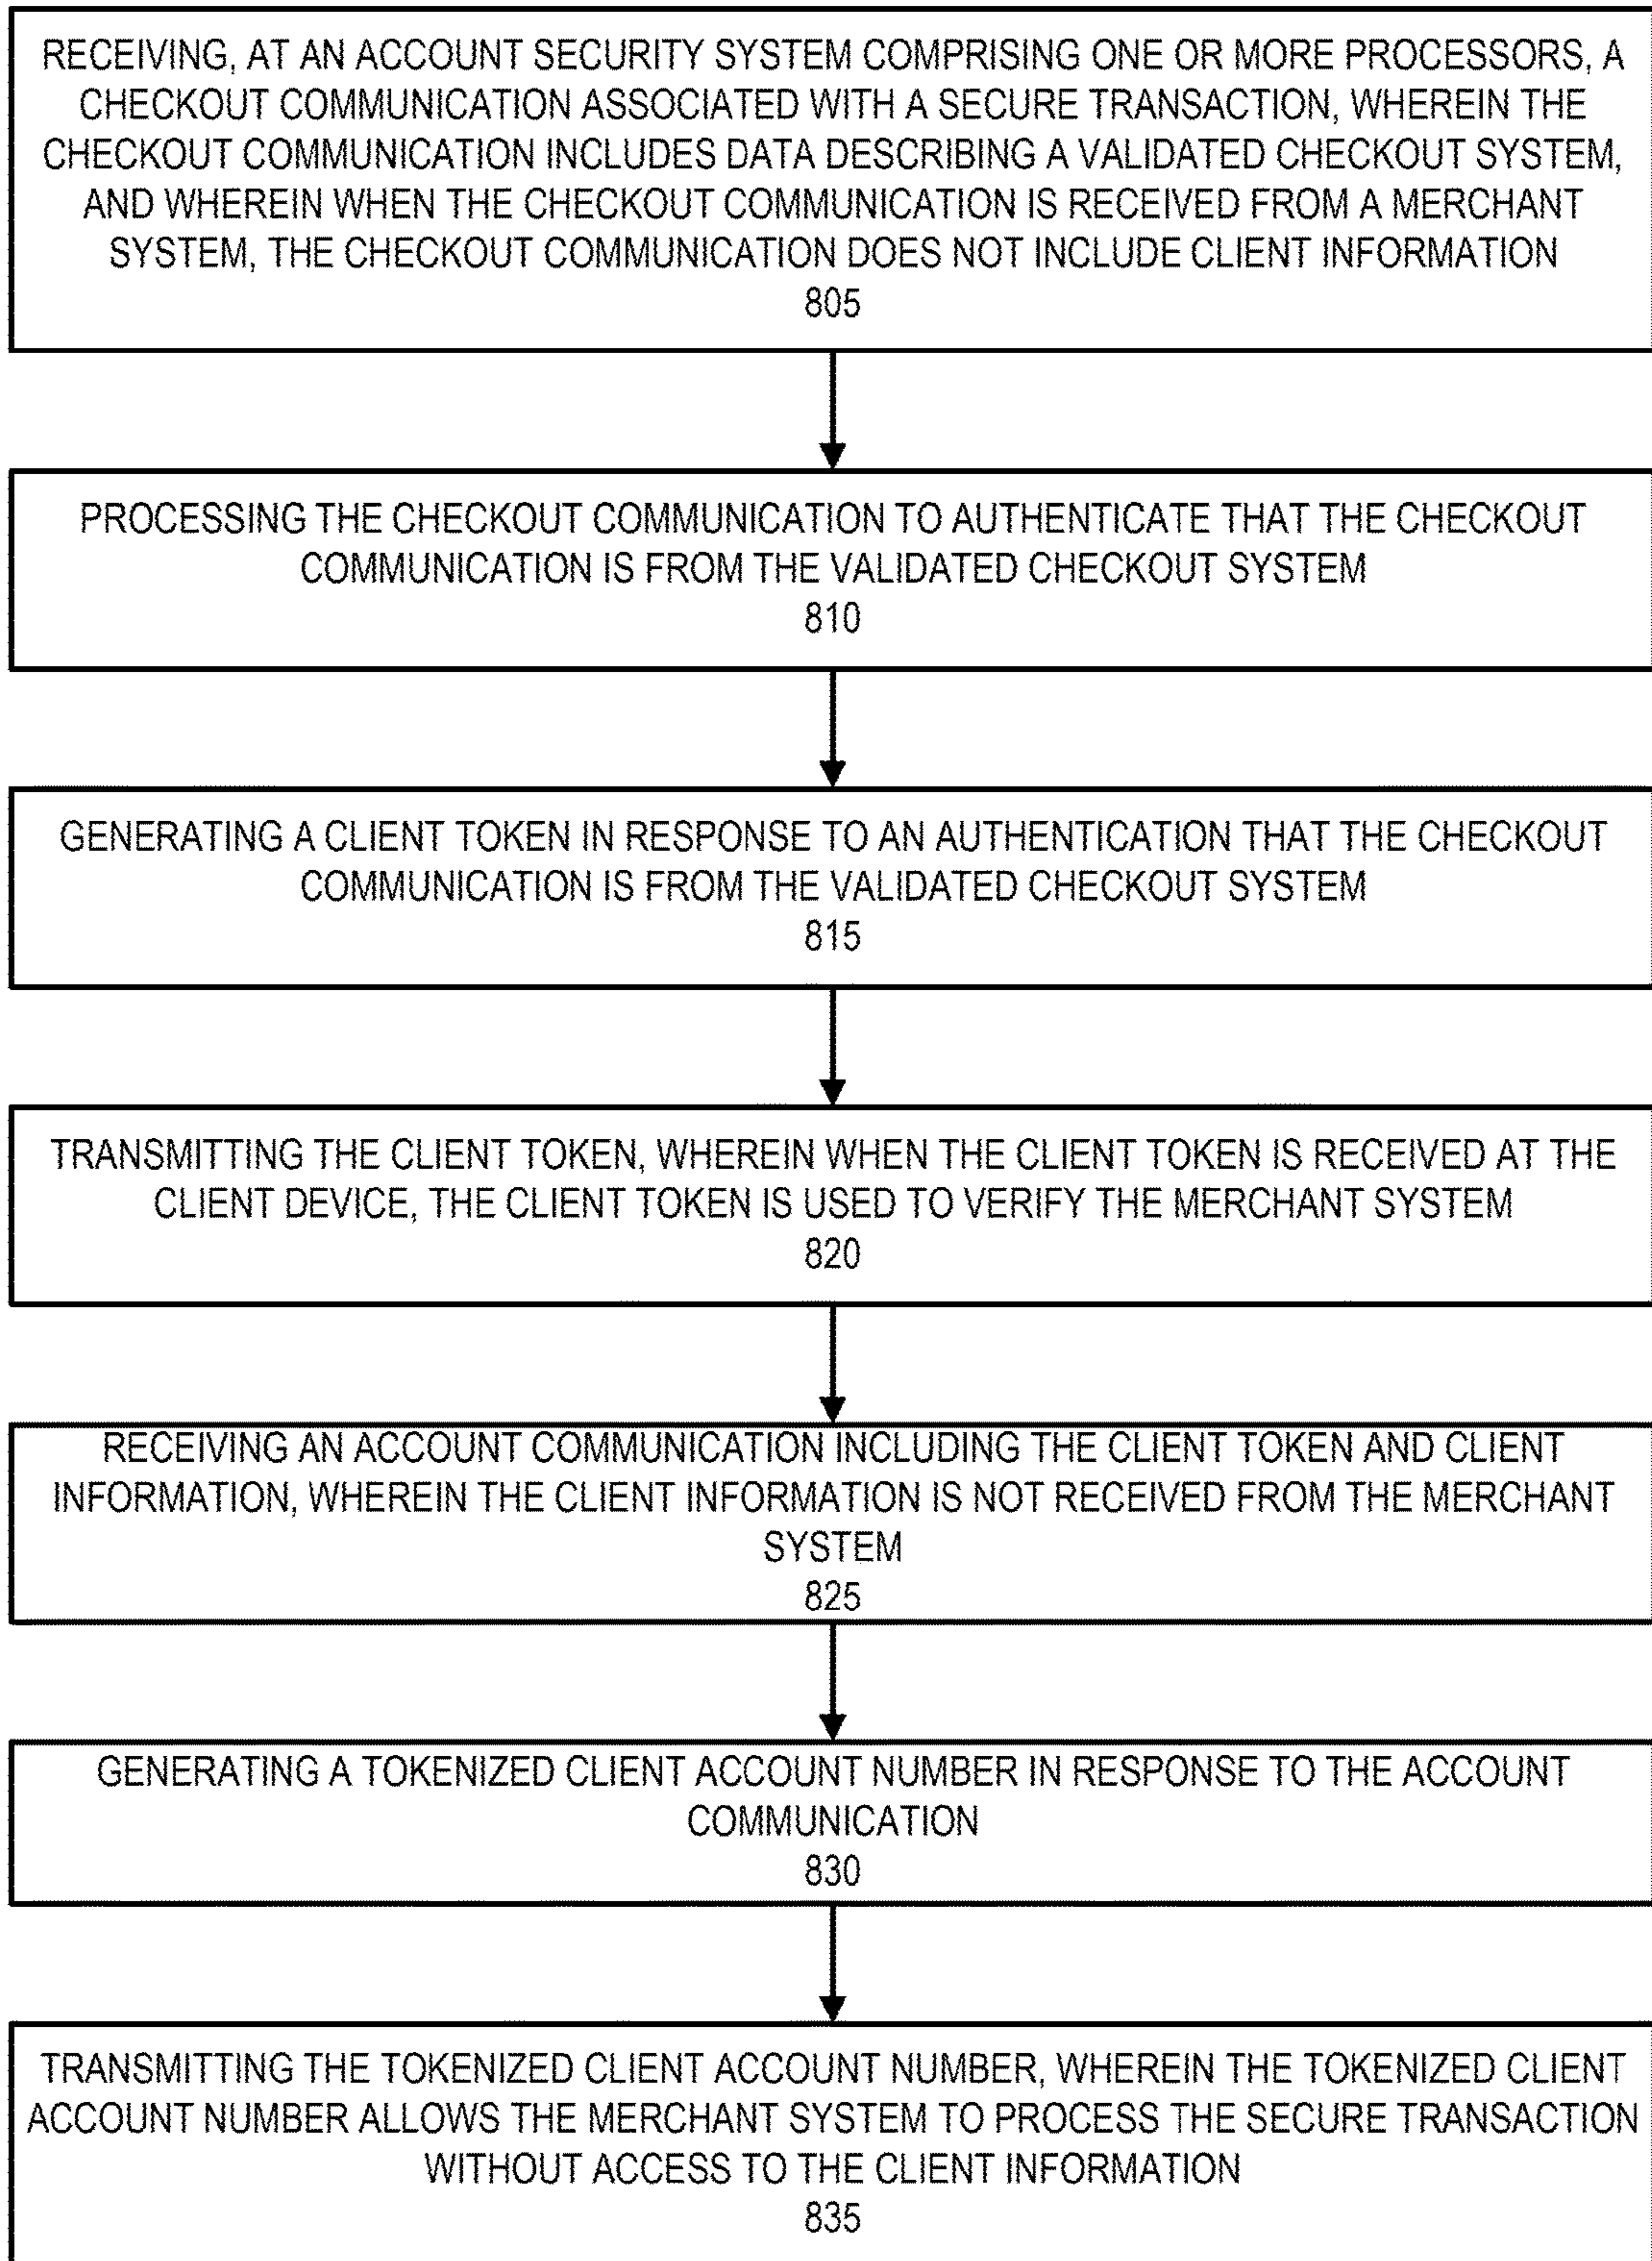 RECEIVING, AT AN ACCOUNT SECURITY SYSTEM COMPRISING ONE OR MORE PROCESSORS, A
CHECKOUT COMMUNICATION ASSOCIATED WITH A SECURE TRANSACTION, WHEREIN THE
CHECKOUT COMMUNICATION INCLUDES DATA DESCRIBING A VALIDATED CHECKOUT SYSTEM,
AND WHEREIN WHEN THE CHECKOUT COMMUNICATION IS RECEIVED FROM A MERCHANT
SYSTEM, THE CHECKOUT COMMUNICATION DOES NOT INCLUDE CLIENT INFORMATION
805
PROCESSING THE CHECKOUT COMMUNICATION TO AUTHENTICATE THAT THE CHECKOUT
COMMUNICATION IS FROM THE VALIDATED CHECKOUT SYSTEM
810
GENERATING A CLIENT TOKEN IN RESPONSE TO AN AUTHENTICATION THAT THE CHECKOUT
COMMUNICATION IS FROM THE VALIDATED CHECKOUT SYSTEM
815
TRANSMITTING THE CLIENT TOKEN, WHEREIN WHEN THE CLIENT TOKEN IS RECEIVED AT THE
CLIENT DEVICE, THE CLIENT TOKEN IS USED TO VERIFY THE MERCHANT SYSTEM
820
RECEIVING AN ACCOUNT COMMUNICATION INCLUDING THE CLIENT TOKEN AND CLIENT
INFORMATION, WHEREIN THE CLIENT INFORMATION IS NOT RECEIVED FROM THE MERCHANT
SYSTEM
825
GENERATING A TOKENIZED CLIENT ACCOUNT NUMBER IN RESPONSE TO THE ACCOUNT
COMMUNICATION
830
TRANSMITTING THE TOKENIZED CLIENT ACCOUNT NUMBER, WHEREIN THE TOKENIZED CLIENT
ACCOUNT NUMBER ALLOWS THE MERCHANT SYSTEM TO PROCESS THE SECURE TRANSACTION
WITHOUT ACCESS TO THE CLIENT INFORMATION
835